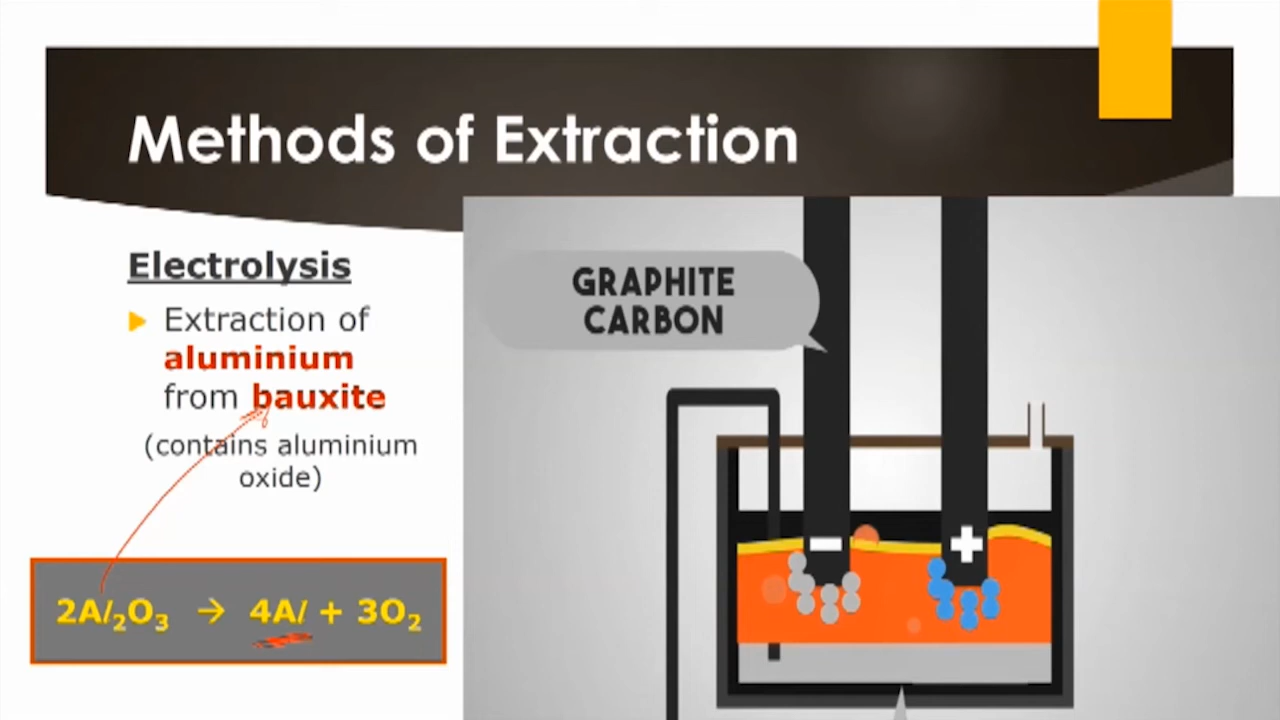 Methods of Extraction
Electrolysis
Extraction of
aluminium
from bauxite
(contains aluminium
oxide)
2Al₂O₃ → 4Al + 3O₂
GRAPHITE
CARBON
− +